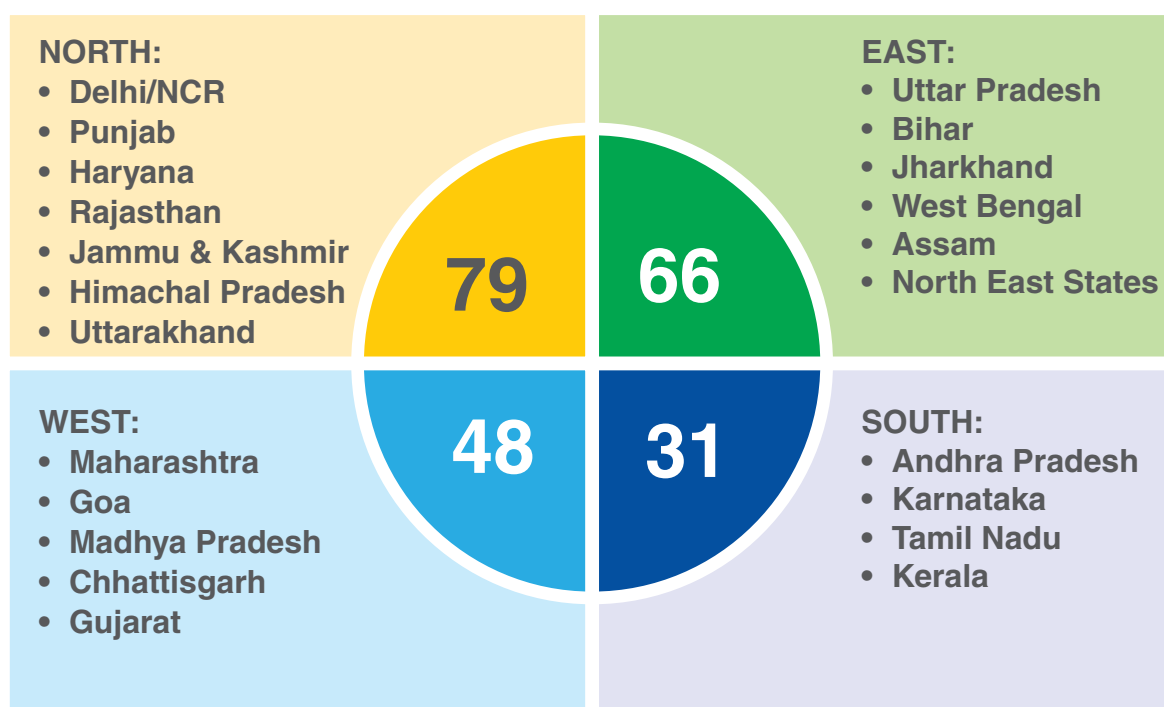 NORTH:
• Delhi/NCR
• Punjab
• Haryana
• Rajasthan
• Jammu & Kashmir
• Himachal Pradesh
• Uttarakhand
79
EAST:
• Uttar Pradesh
• Bihar
• Jharkhand
• West Bengal
• Assam
• North East States
66
WEST:
• Maharashtra
• Goa
• Madhya Pradesh
• Chhattisgarh
• Gujarat
48
SOUTH:
• Andhra Pradesh
• Karnataka
• Tamil Nadu
• Kerala
31